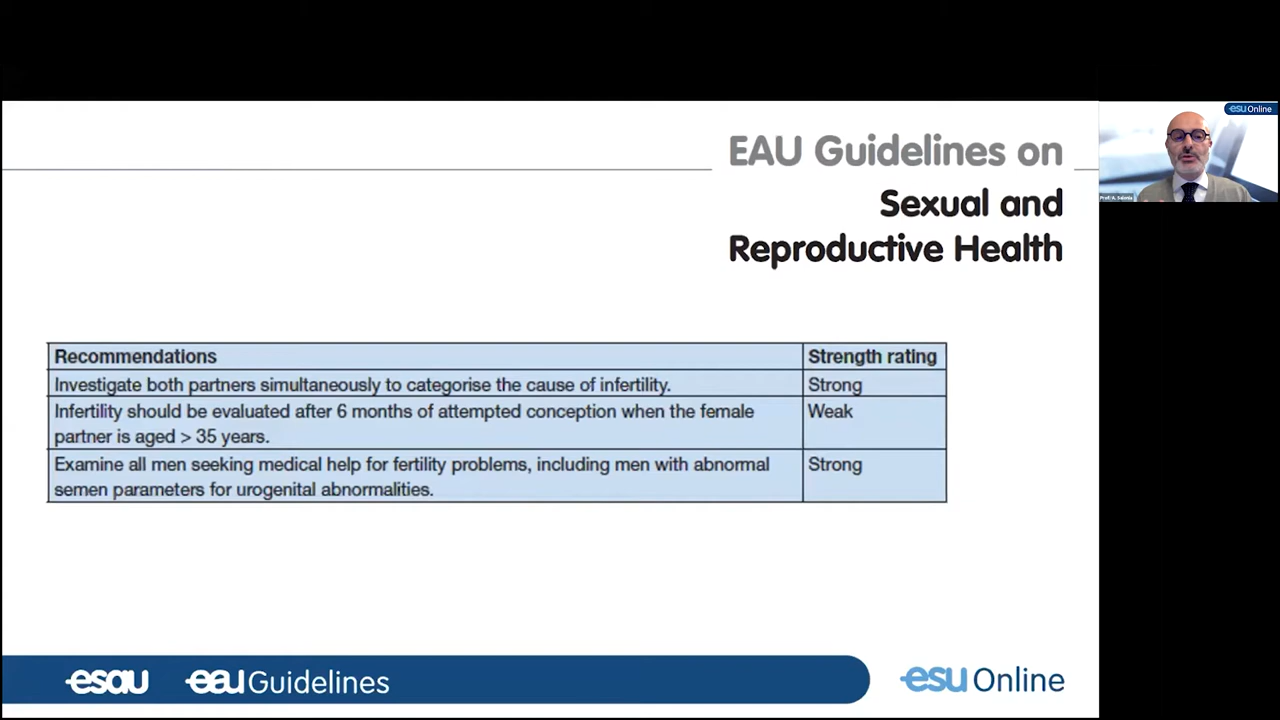 EAU Guidelines on
Sexual and
Reproductive Health
esu Online
Prof. A. Salonia
Recommendations Strength rating
Investigate both partners simultaneously to categorise the cause of infertility. Strong
Infertility should be evaluated after 6 months of attempted conception when the female Weak
partner is aged > 35 years.
Examine all men seeking medical help for fertility problems, including men with abnormal Strong
semen parameters for urogenital abnormalities.
esau eau Guidelines esu Online